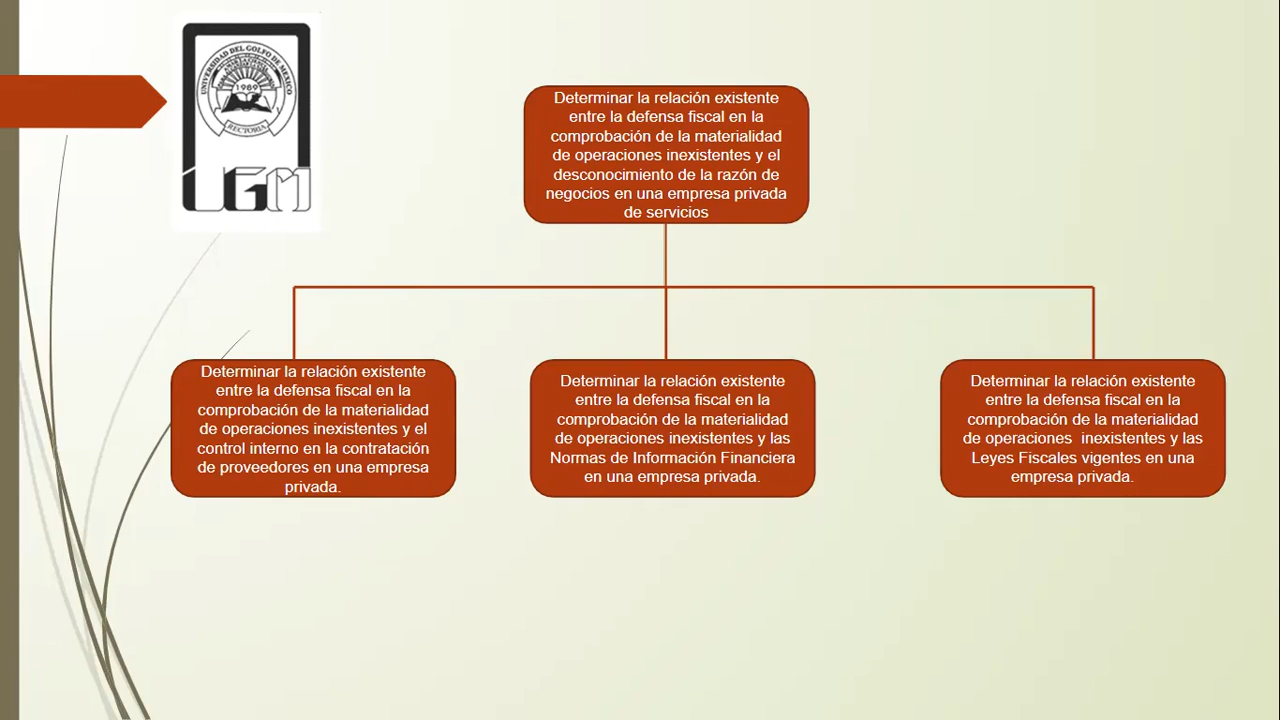 UNIVERSIDAD DEL GOLFO DE MEXICO
1989
RECTORIA
UGM
Determinar la relación existente
entre la defensa fiscal en la
comprobación de la materialidad
de operaciones inexistentes y el
desconocimiento de la razón de
negocios en una empresa privada
de servicios
Determinar la relación existente
entre la defensa fiscal en la
comprobación de la materialidad
de operaciones inexistentes y el
control interno en la contratación
de proveedores en una empresa
privada.
Determinar la relación existente
entre la defensa fiscal en la
comprobación de la materialidad
de operaciones inexistentes y las
Normas de Información Financiera
en una empresa privada.
Determinar la relación existente
entre la defensa fiscal en la
comprobación de la materialidad
de operaciones  inexistentes y las
Leyes Fiscales vigentes en una
empresa privada.